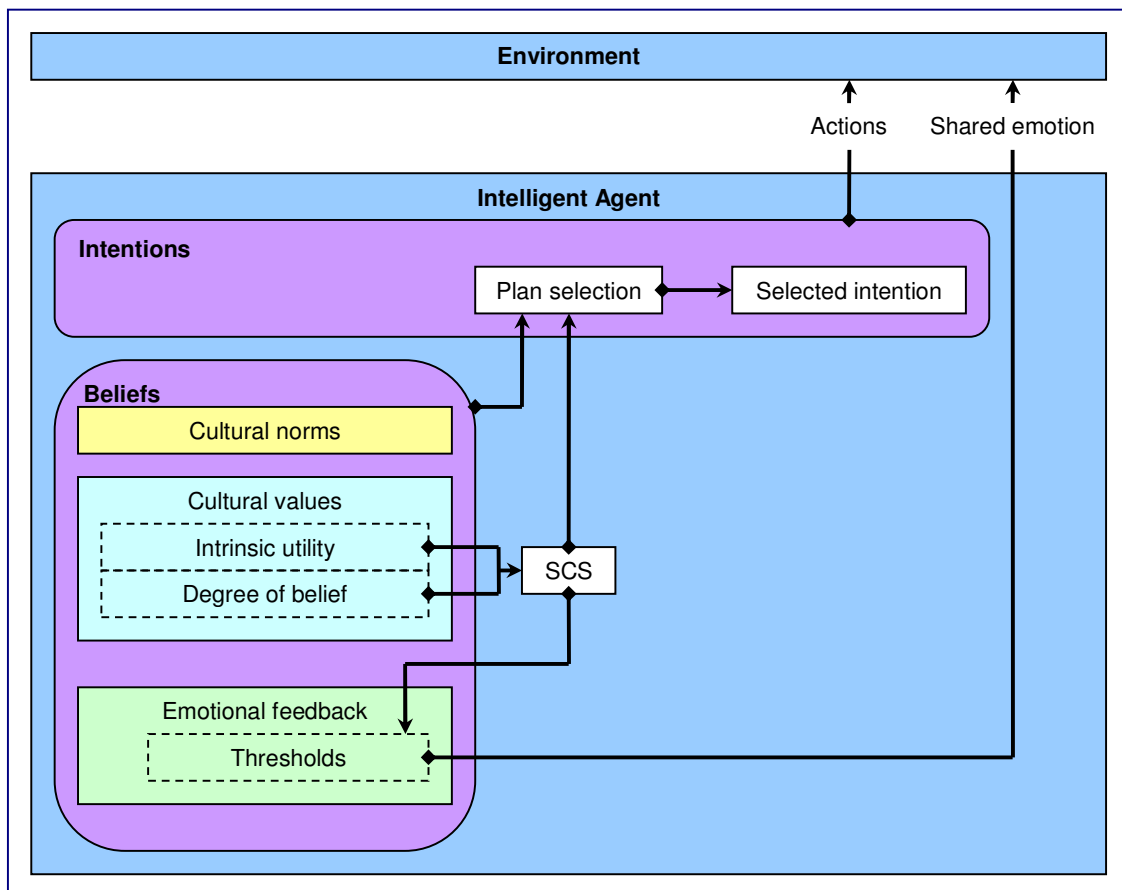 Environment
Actions
Shared emotion
Intelligent Agent
Intentions
Plan selection
Selected intention
Beliefs
Cultural norms
Cultural values
Intrinsic utility
Degree of belief
SCS
Emotional feedback
Thresholds